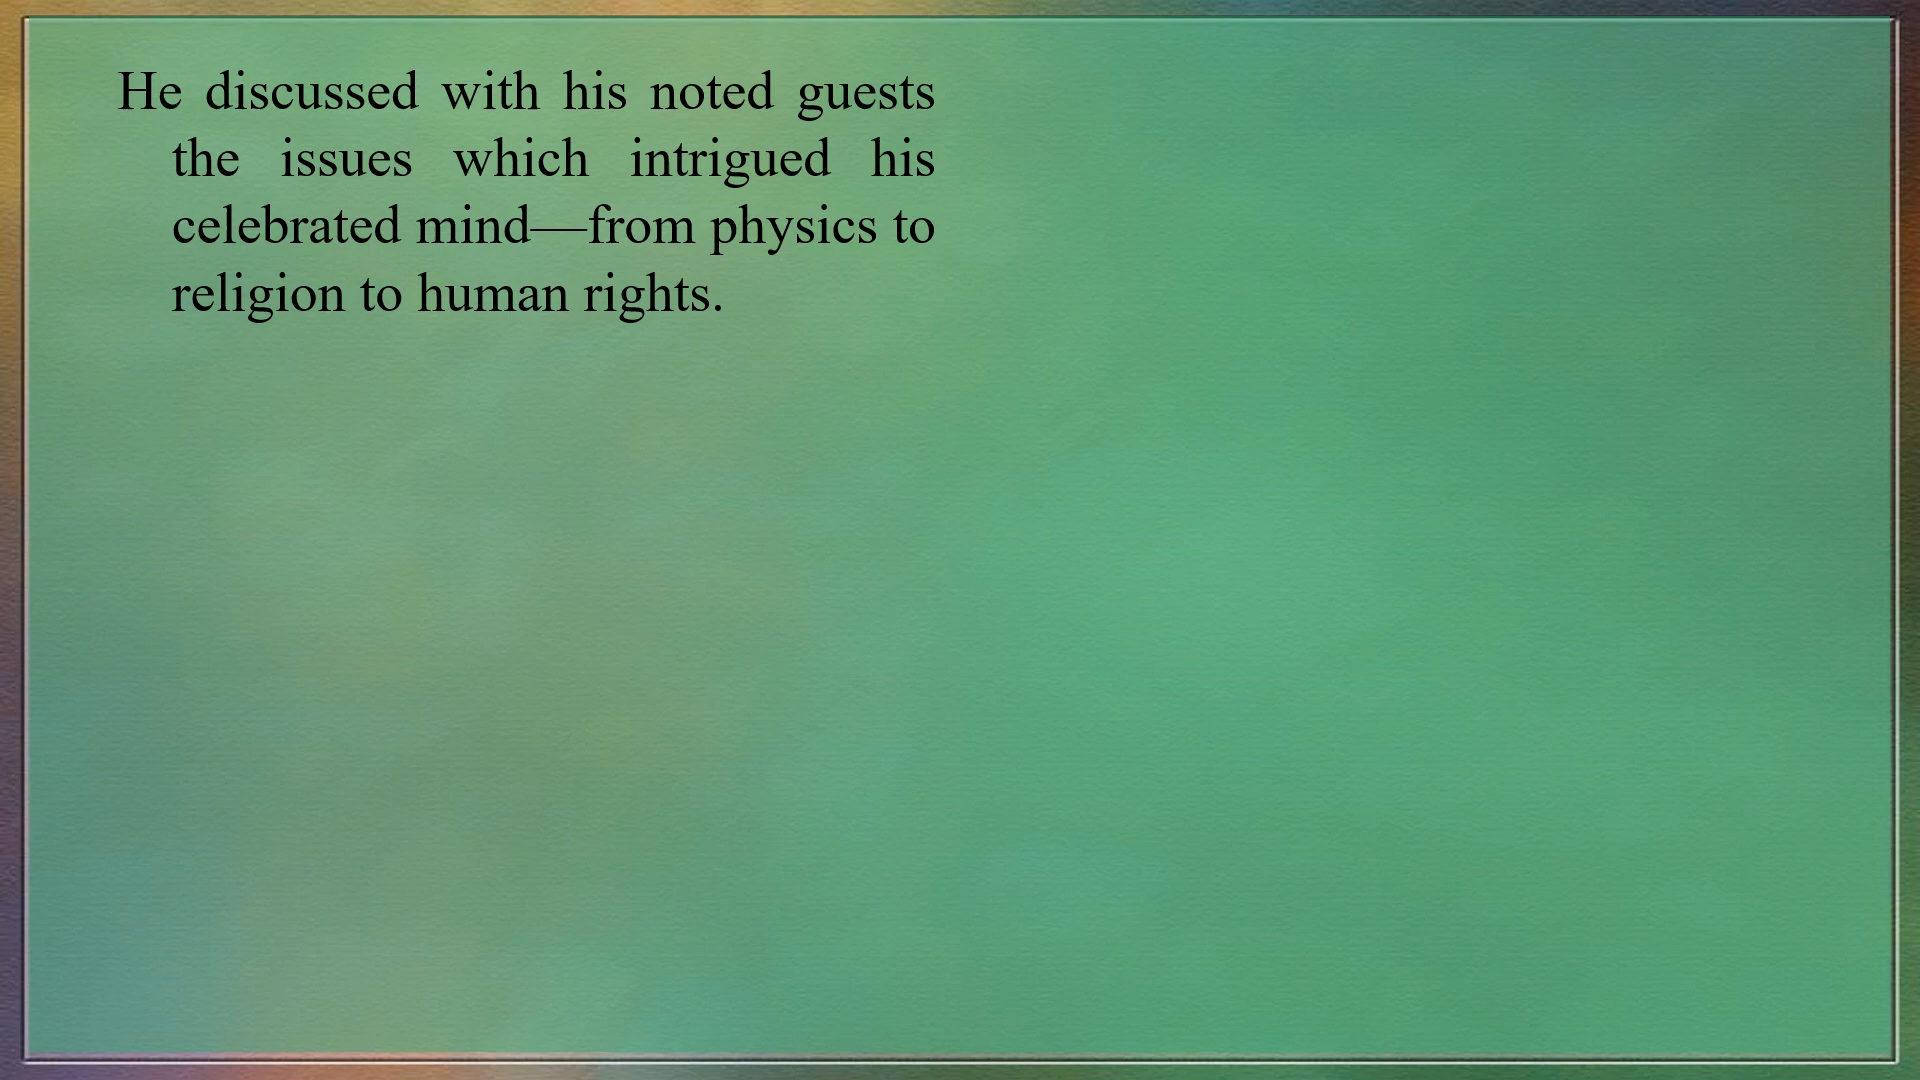 He discussed with his noted guests
the issues which intrigued his
celebrated mind—from physics to
religion to human rights.